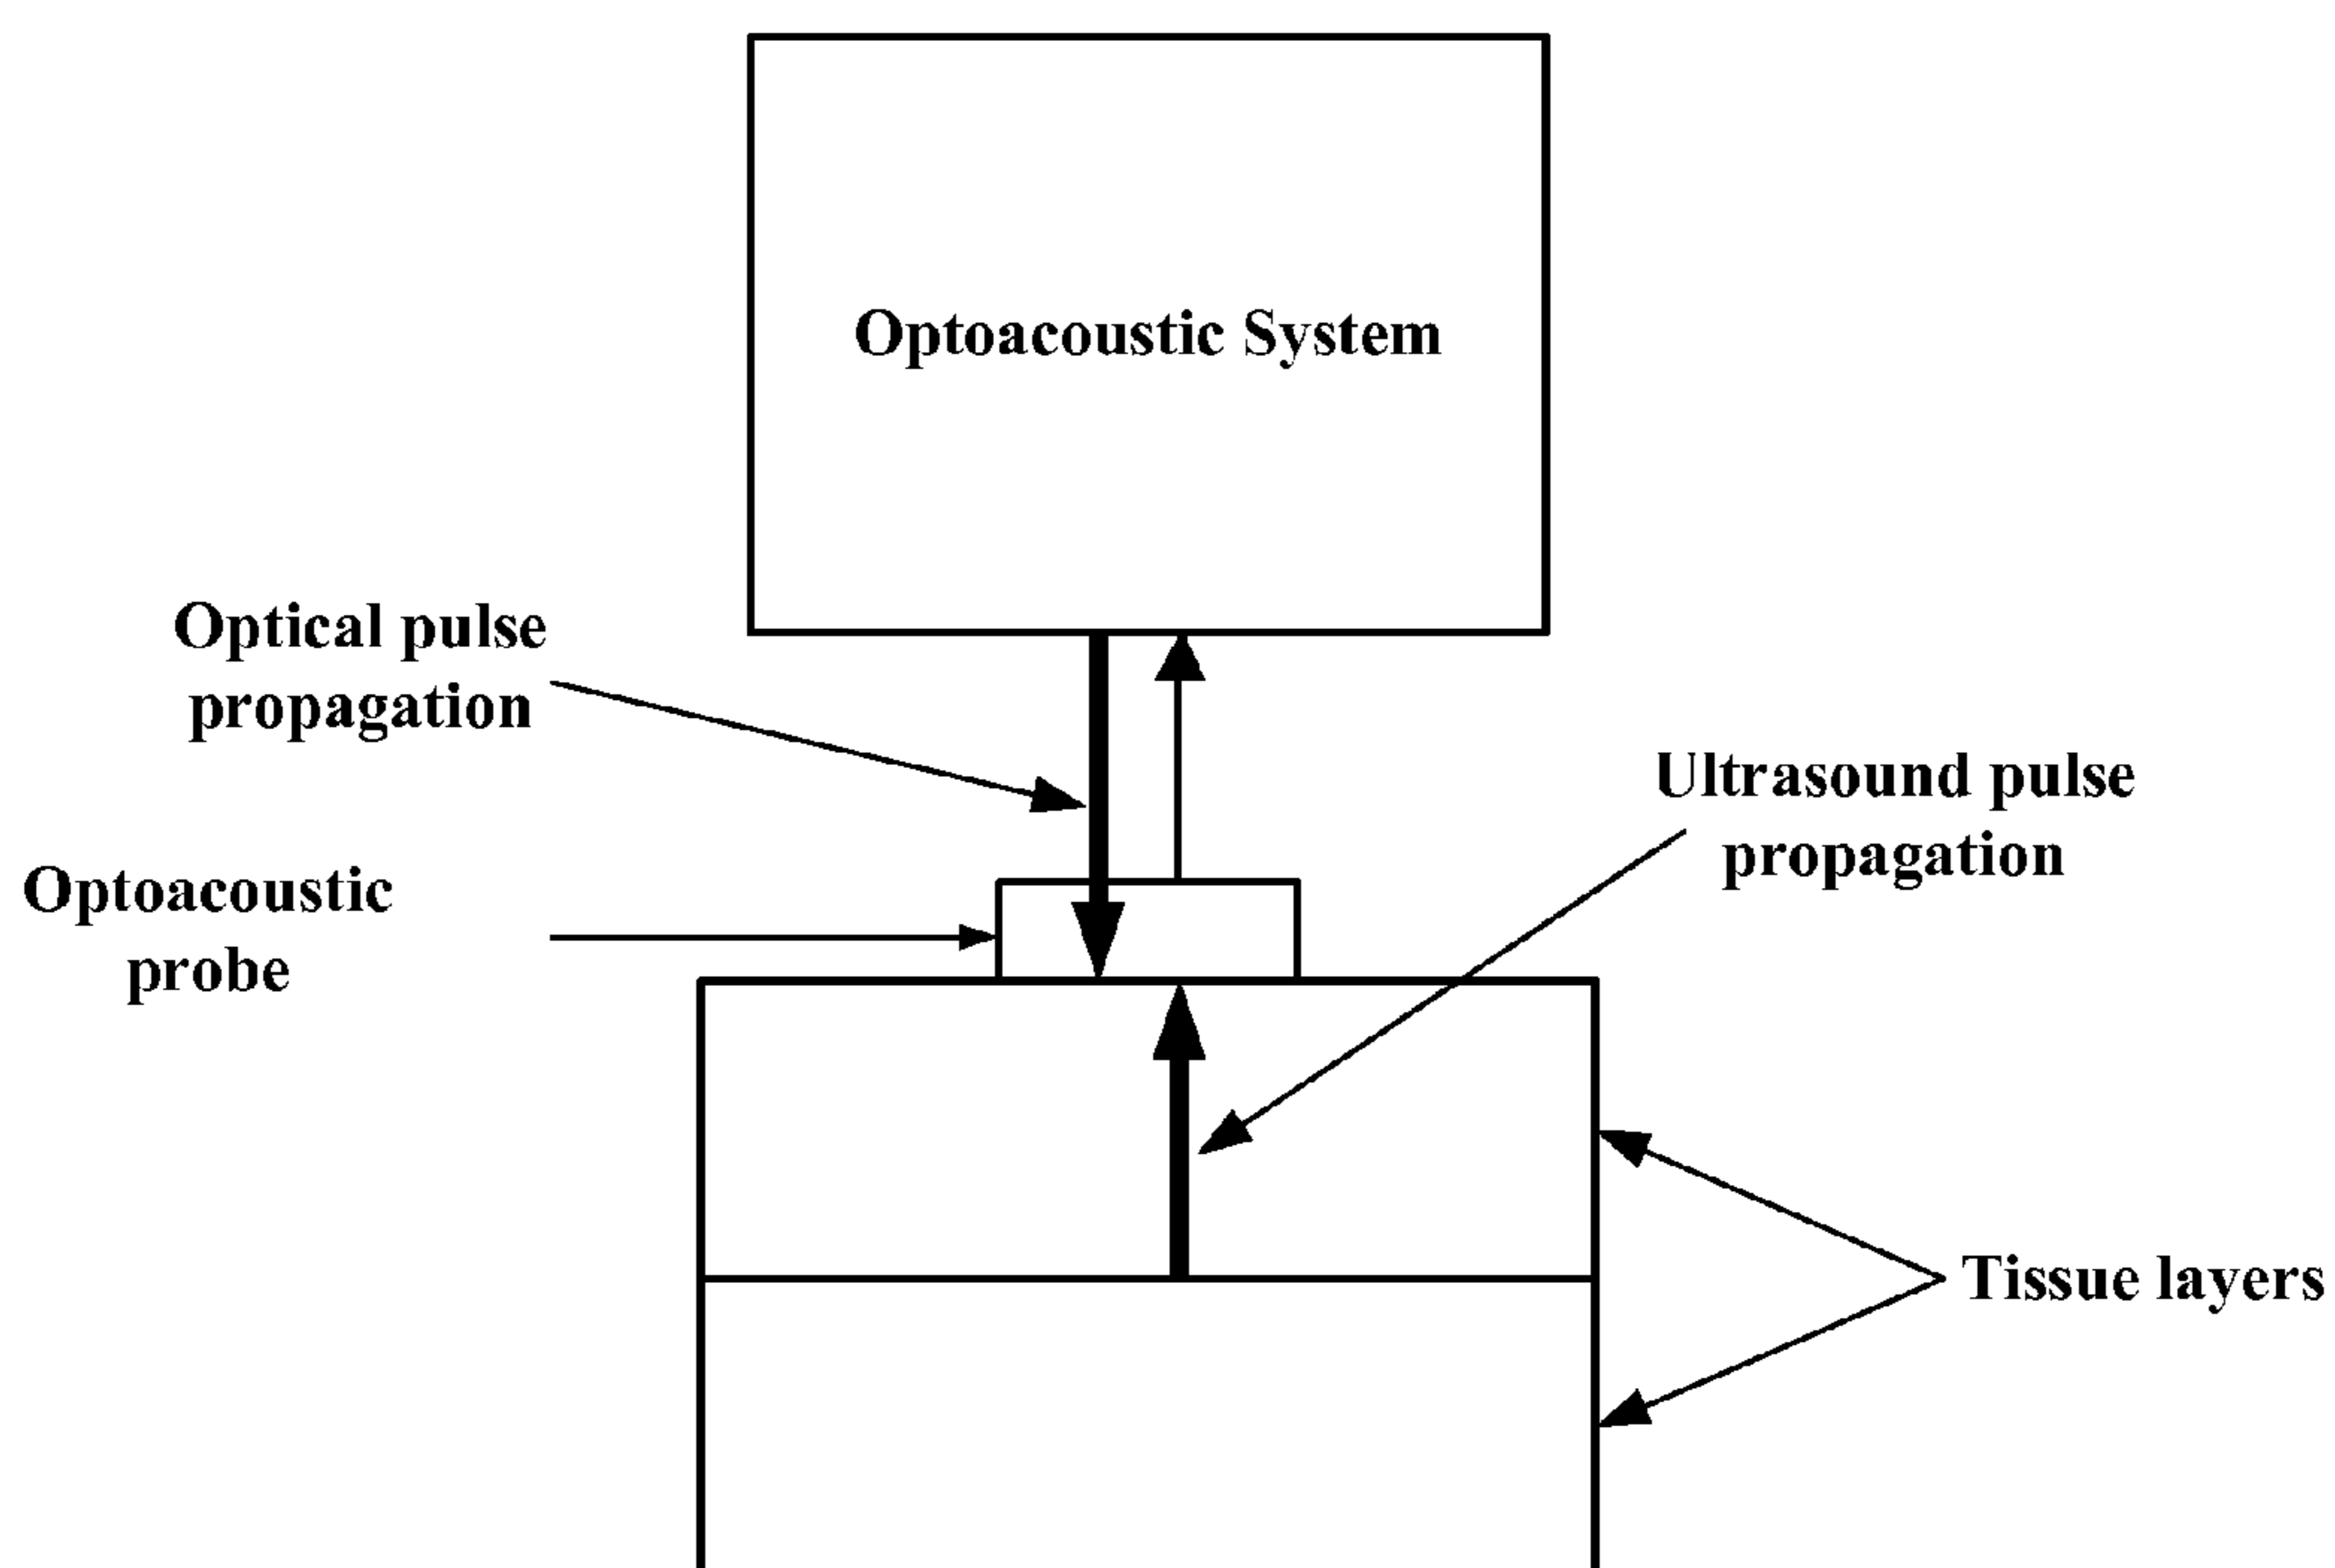 Optoacoustic System
Optical pulse
propagation
Ultrasound pulse
propagation
Optoacoustic
probe
Tissue layers